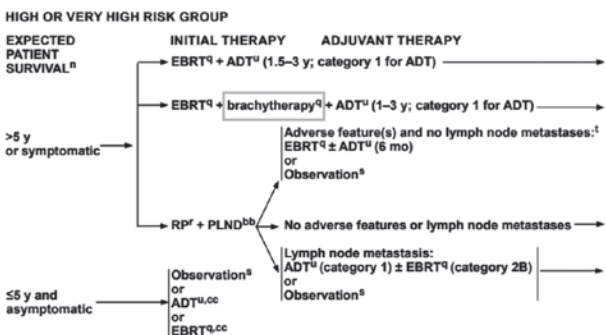 HIGH OR VERY HIGH RISK GROUP
EXPECTED PATIENT SURVIVALⁿ
INITIAL THERAPY
ADJUVANT THERAPY
>5 y
or symptomatic
EBRT^q + ADT^u (1.5–3 y; category 1 for ADT)
EBRT^q + brachytherapy^q + ADT^u (1–3 y; category 1 for ADT)
RP^r + PLND^bb
Adverse feature(s) and no lymph node metastases:^t
EBRT^q ± ADT^u (6 mo)
or
Observation^s
No adverse features or lymph node metastases
Lymph node metastasis:
ADT^u (category 1) ± EBRT^q (category 2B)
or
Observation^s
≤5 y and
asymptomatic
Observation^s
or
ADT^u,cc
or
EBRT^q,cc